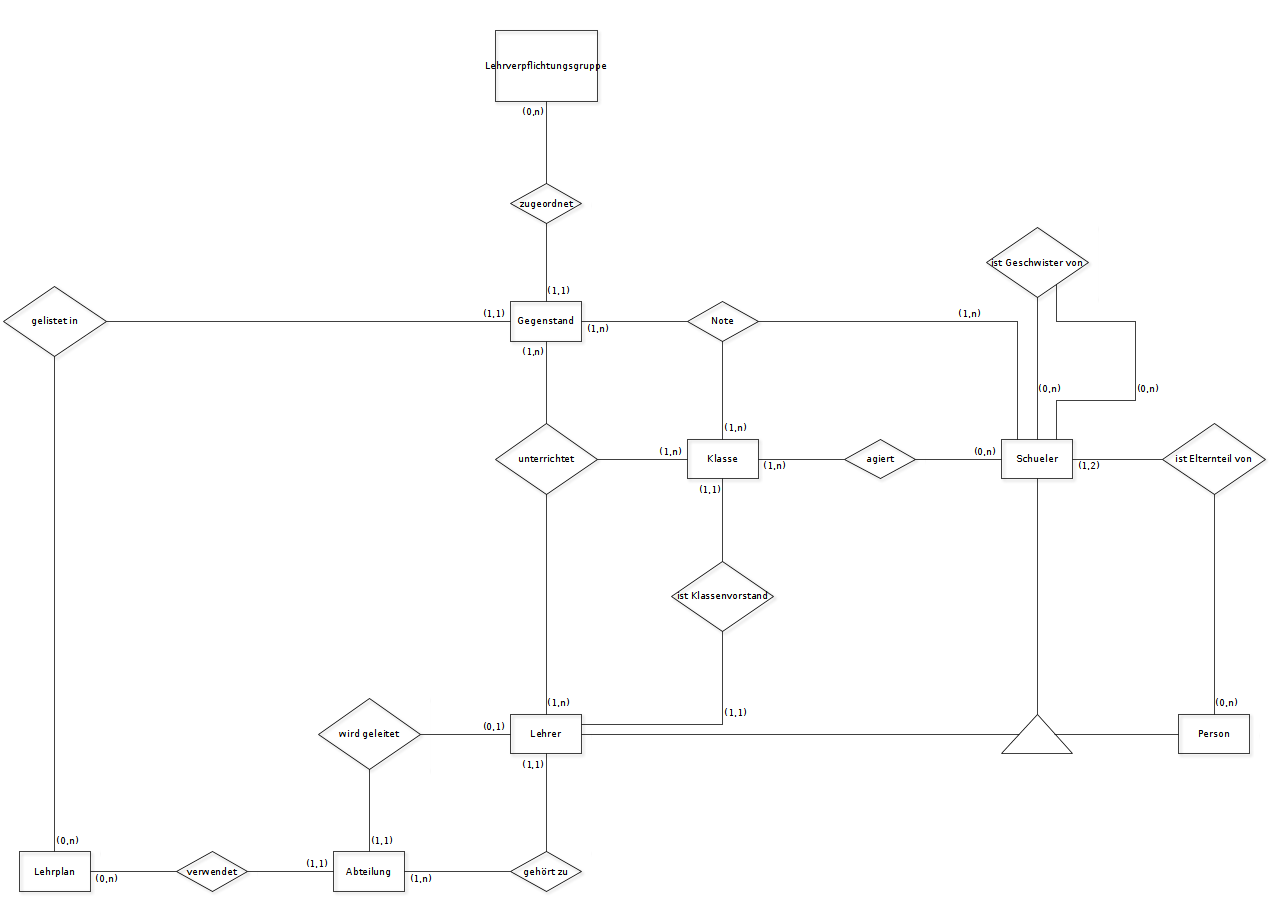 Lehrverpflichtungsgruppe
(0,n)
zugeordnet
ist Geschwister von
(1,1)
gelistet in
(1,1)
Gegenstand
(1,n)
Note
(1,n)
(1,n)
(0,n)
(0,n)
(1,n)
unterrichtet
(1,n)
Klasse
(1,n)
agiert
(0,n)
Schueler
(1,2)
ist Elternteil von
(1,1)
ist Klassenvorstand
(1,n)
(1,1)
(0,n)
wird geleitet
(0,1)
Lehrer
Person
(1,1)
(0,n)
(1,1)
Lehrplan
(0,n)
verwendet
(1,1)
Abteilung
(1,n)
gehört zu